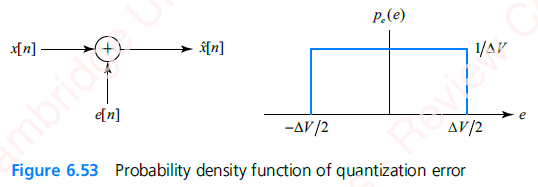 pₑ(e)
x[n]
+
x̂[n]
1/ΔV
e[n]
−ΔV/2
ΔV/2
e
Figure 6.53 Probability density function of quantization error